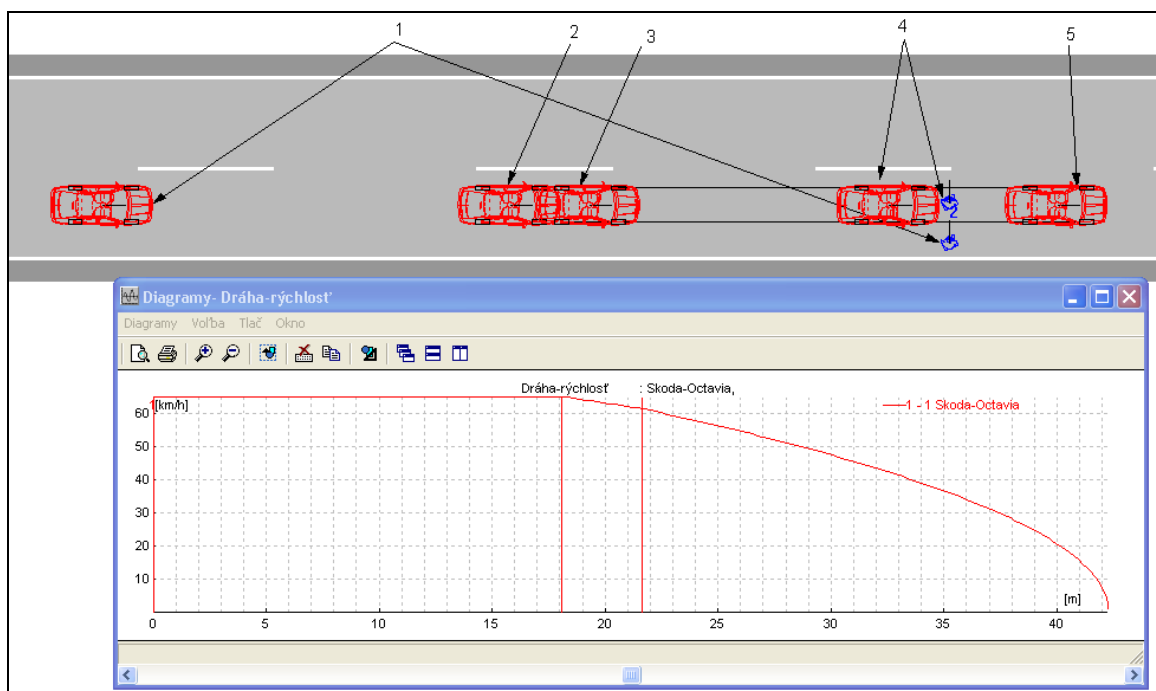 1
2
3
4
5
2
Diagramy- Dráha-rýchlosť
Diagramy Voľba Tlač Okno
Dráha-rýchlosť : Skoda-Octavia,
1 [km/h]
1 - 1 Skoda-Octavia
60
50
40
30
20
10
[m]
0 5 10 15 20 25 30 35 40